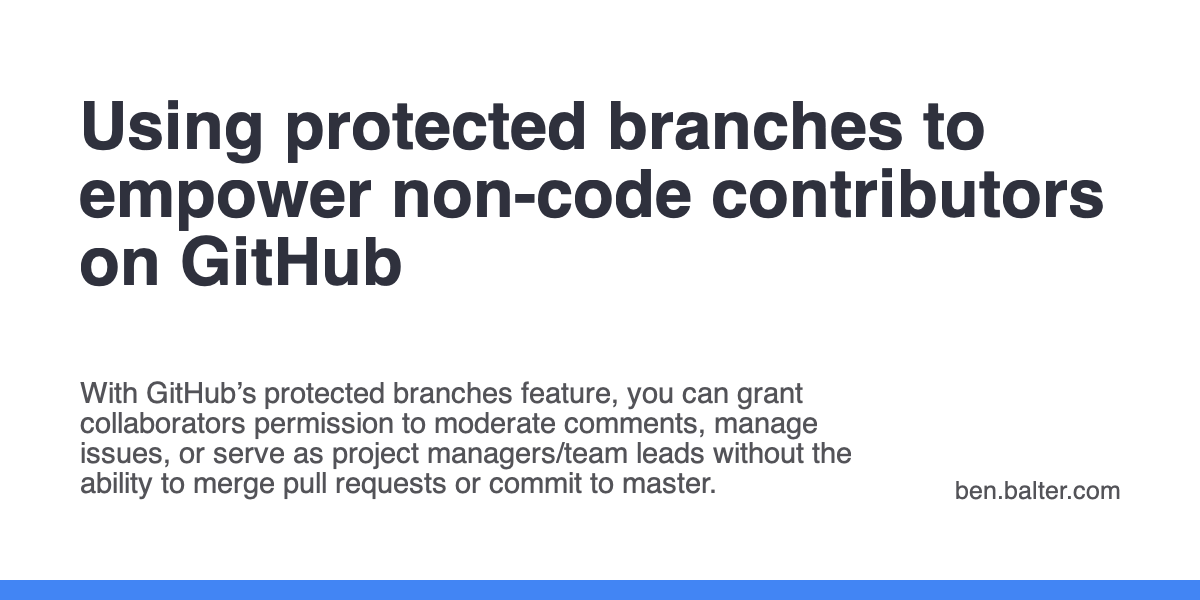 Using protected branches to
empower non-code contributors
on GitHub
With GitHub’s protected branches feature, you can grant
collaborators permission to moderate comments, manage
issues, or serve as project managers/team leads without the
ability to merge pull requests or commit to master.
ben.balter.com